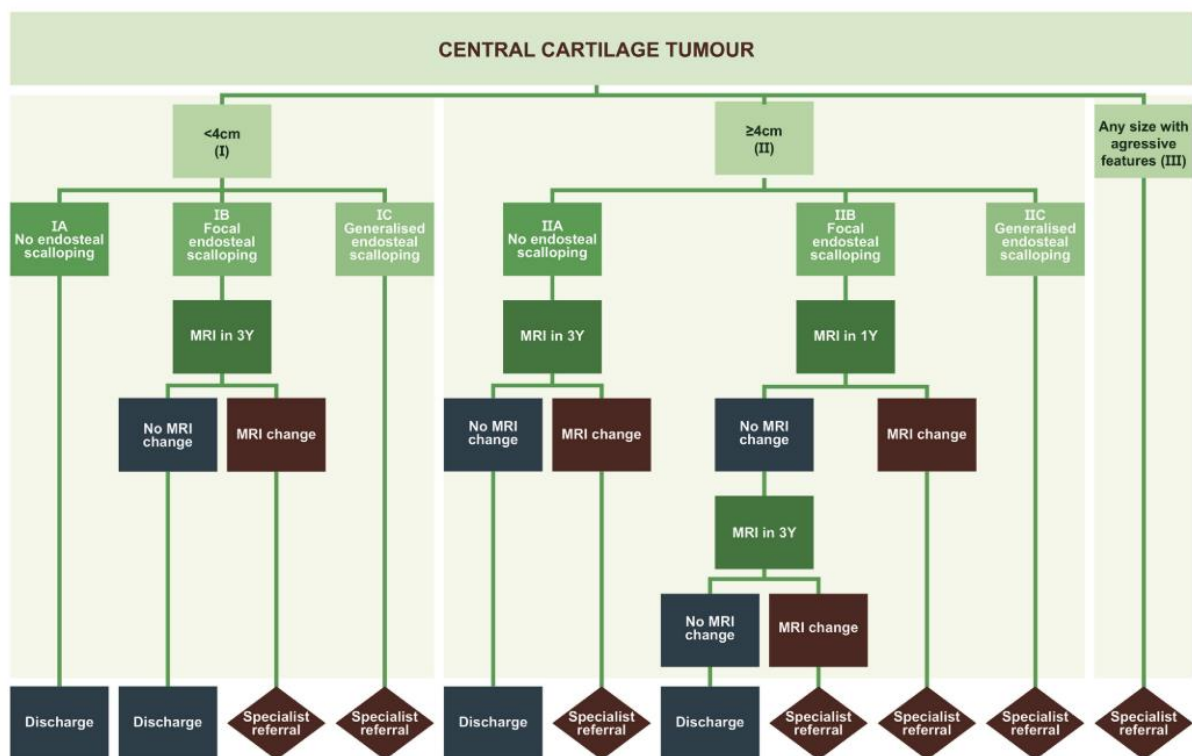 CENTRAL CARTILAGE TUMOUR
<4cm
(I)
≥4cm
(II)
Any size with
agressive
features (III)
IA
No endosteal
scalloping
IB
Focal
endosteal
scalloping
IC
Generalised
endosteal
scalloping
IIA
No endosteal
scalloping
IIB
Focal
endosteal
scalloping
IIC
Generalised
endosteal
scalloping
MRI in 3Y
MRI in 3Y
MRI in 1Y
No MRI
change
MRI change
No MRI
change
MRI change
No MRI
change
MRI change
MRI in 3Y
No MRI
change
MRI change
Discharge
Discharge
Specialist
referral
Specialist
referral
Discharge
Specialist
referral
Discharge
Specialist
referral
Specialist
referral
Specialist
referral
Specialist
referral